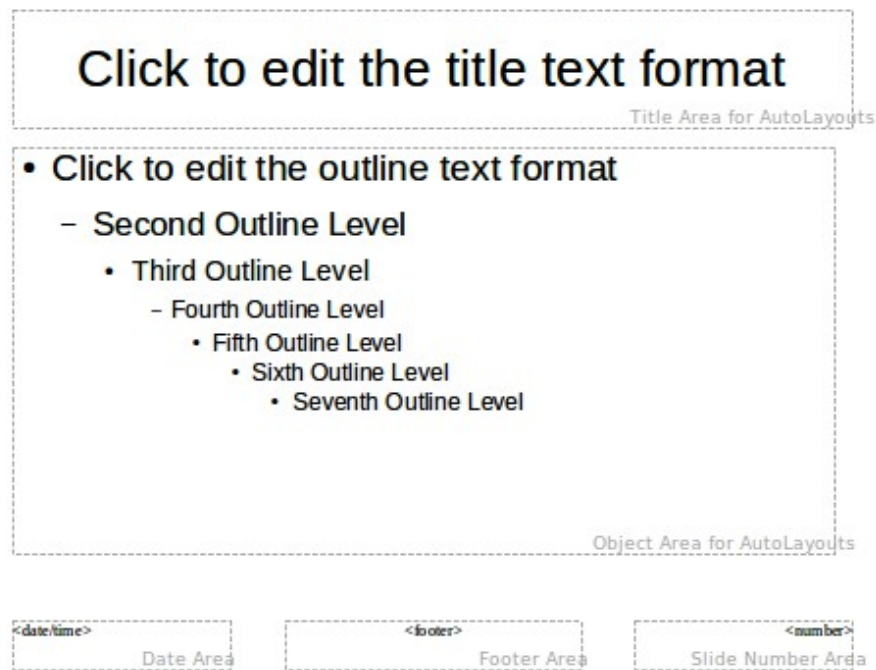 Click to edit the title text format
Title Area for AutoLayouts
• Click to edit the outline text format
– Second Outline Level
• Third Outline Level
– Fourth Outline Level
• Fifth Outline Level
• Sixth Outline Level
• Seventh Outline Level
Object Area for AutoLayouts
<date/time> <footer> <number>
Date Area Footer Area Slide Number Area